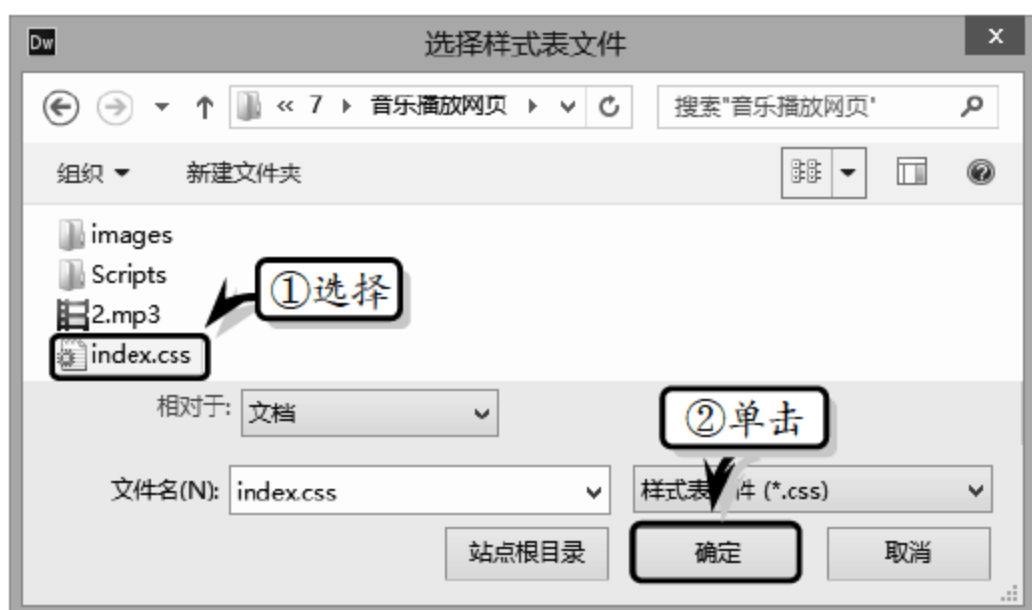 Dw 选择样式表文件 x
« 7 音乐播放网页 搜索"音乐播放网页"
组织 新建文件夹
images
Scripts
①选择
2.mp3
index.css
相对于: 文档
②单击
文件名(N): index.css 样式表 件 (*.css)
站点根目录 确定 取消